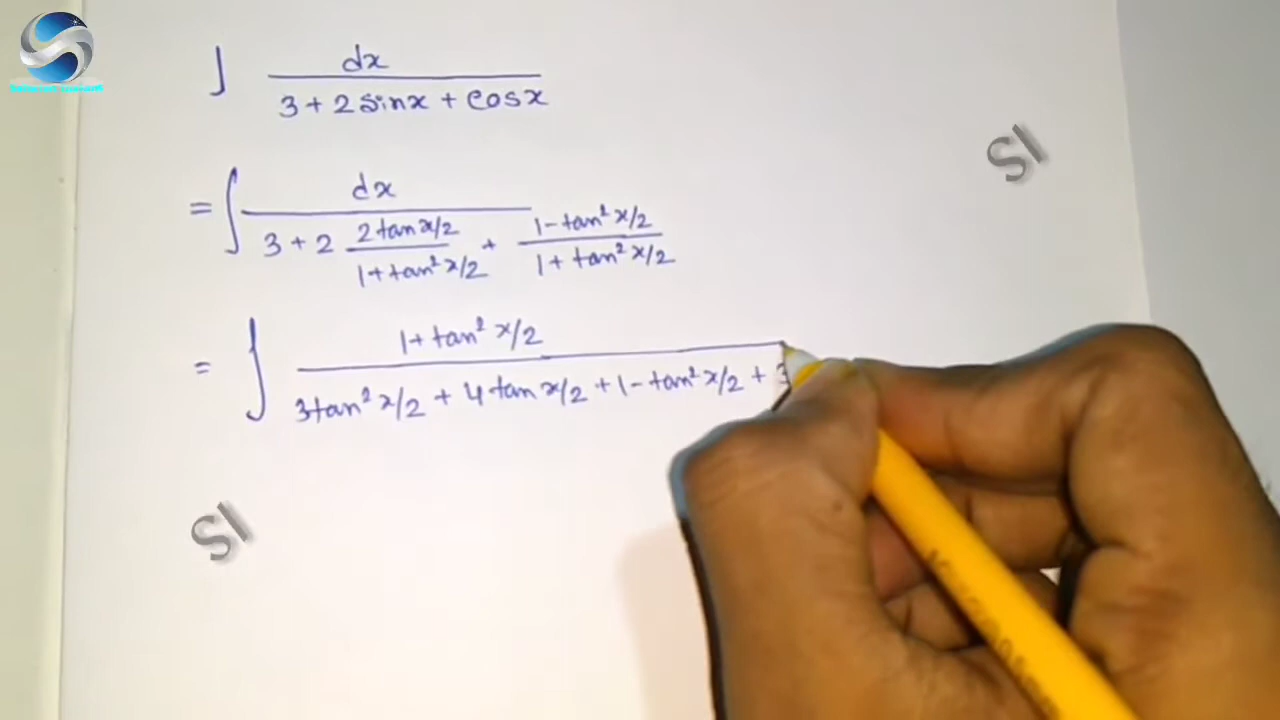 ∫ dx
3 + 2 sinx + cosx
= ∫ dx
3 + 2 2tan x/2 + 1 - tan² x/2
1 + tan² x/2 1 + tan² x/2
= ∫ 1 + tan² x/2
3tan² x/2 + 4 tan x/2 + 1 - tan² x/2 + 3
SI
SI